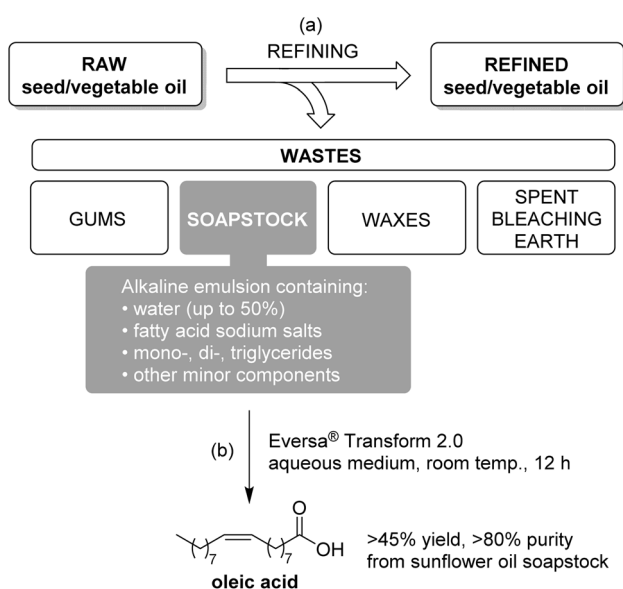 (a)
RAW
seed/vegetable oil
REFINING
REFINED
seed/vegetable oil
WASTES
GUMS
SOAPSTOCK
WAXES
SPENT
BLEACHING
EARTH
Alkaline emulsion containing:
• water (up to 50%)
• fatty acid sodium salts
• mono-, di-, triglycerides
• other minor components
(b)
Eversa® Transform 2.0
aqueous medium, room temp., 12 h
O
OH
7
7
oleic acid
>45% yield, >80% purity
from sunflower oil soapstock